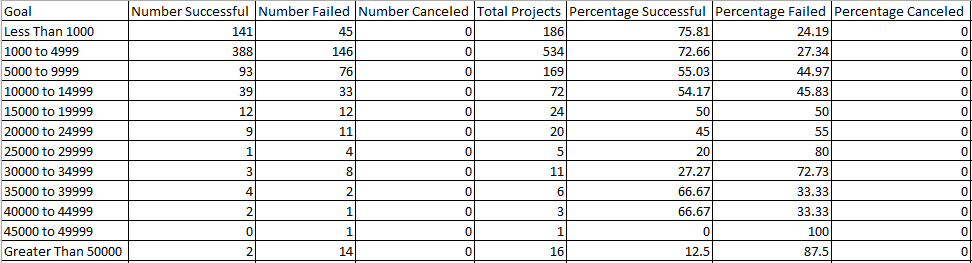 Goal Number Successful Number Failed Number Canceled Total Projects Percentage Successful Percentage Failed Percentage Canceled
Less Than 1000 141 45 0 186 75.81 24.19 0
1000 to 4999 388 146 0 534 72.66 27.34 0
5000 to 9999 93 76 0 169 55.03 44.97 0
10000 to 14999 39 33 0 72 54.17 45.83 0
15000 to 19999 12 12 0 24 50 50 0
20000 to 24999 9 11 0 20 45 55 0
25000 to 29999 1 4 0 5 20 80 0
30000 to 34999 3 8 0 11 27.27 72.73 0
35000 to 39999 4 2 0 6 66.67 33.33 0
40000 to 44999 2 1 0 3 66.67 33.33 0
45000 to 49999 0 1 0 1 0 100 0
Greater Than 50000 2 14 0 16 12.5 87.5 0